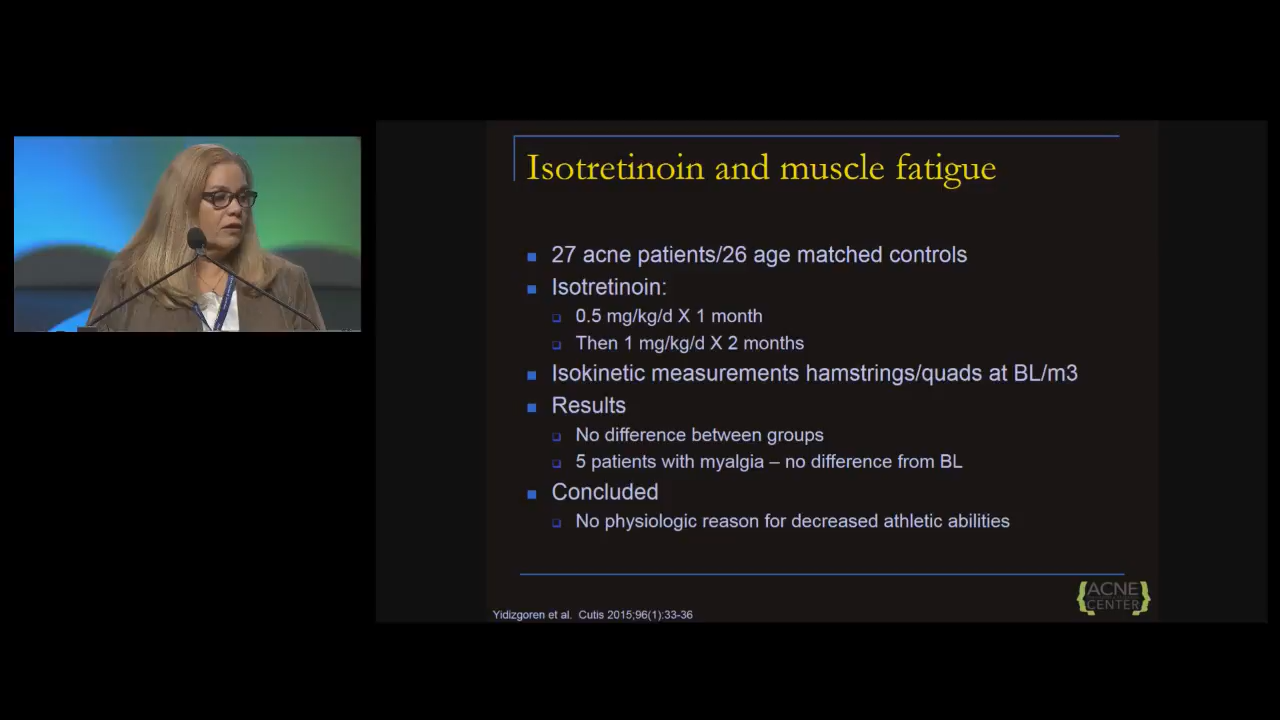 Isotretinoin and muscle fatigue
27 acne patients/26 age matched controls
Isotretinoin:
0.5 mg/kg/d X 1 month
Then 1 mg/kg/d X 2 months
Isokinetic measurements hamstrings/quads at BL/m3
Results
No difference between groups
5 patients with myalgia – no difference from BL
Concluded
No physiologic reason for decreased athletic abilities
Yidizgoren et al. Cutis 2015;96(1):33-36
{ACNE
CENTER}